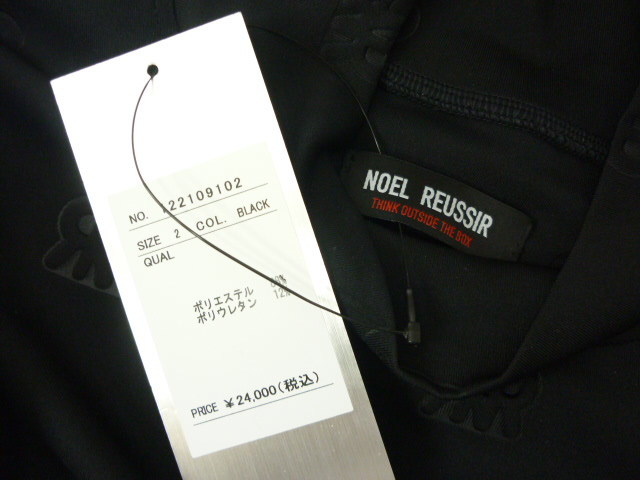 NO. 122109102
SIZE 2 COL. BLACK
QUAL
ポリエステル
ポリウレタン
PRICE ¥24,000(税込)
NOEL REUSSIR
THINK OUTSIDE THE BOX